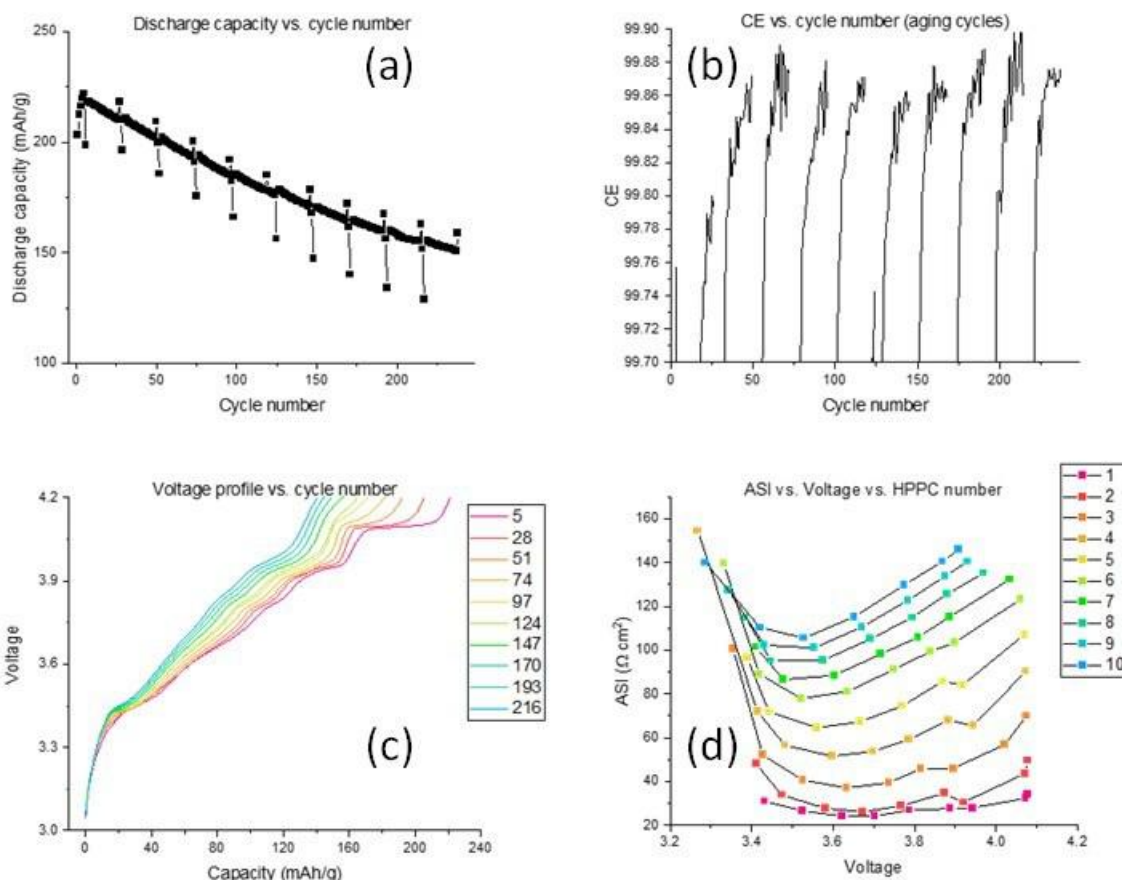 Discharge capacity vs. cycle number
250
200
150
100
Discharge capacity (mAh/g)
(a)
0 50 100 150 200
Cycle number
CE vs. cycle number (aging cycles)
99.90
99.88
99.86
99.84
99.82
99.80
99.78
99.76
99.74
99.72
99.70
CE
(b)
0 50 100 150 200
Cycle number
Voltage profile vs. cycle number
4.2
3.9
3.6
3.3
3.0
Voltage
(c)
5
28
51
74
97
124
147
170
193
216
0 40 80 120 160 200 240
Capacity (mAh/g)
ASI vs. Voltage vs. HPPC number
160
140
120
100
80
60
40
20
ASI (Ω cm²)
(d)
1
2
3
4
5
6
7
8
9
10
3.2 3.4 3.6 3.8 4.0 4.2
Voltage